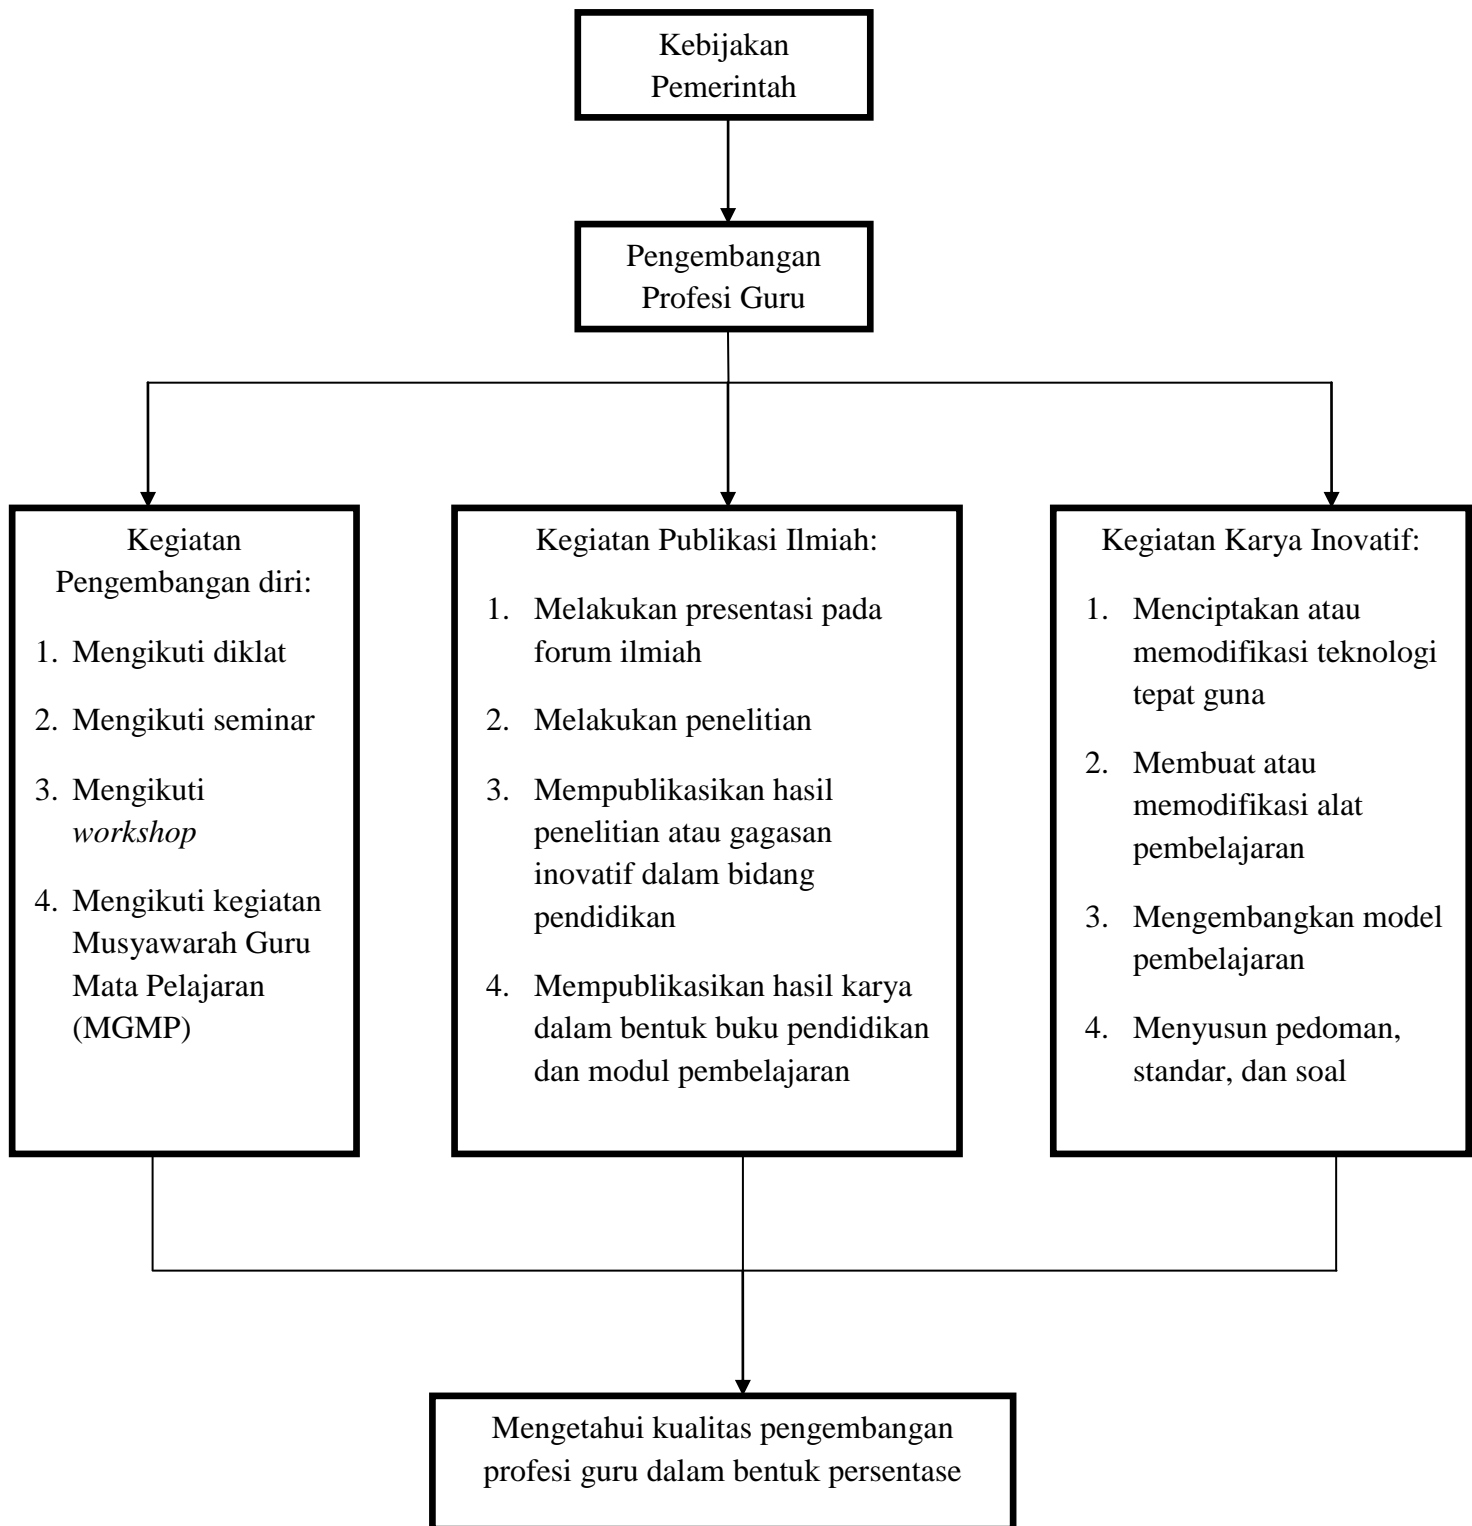 Kebijakan
Pemerintah
Pengembangan
Profesi Guru
Kegiatan
Pengembangan diri:
1. Mengikuti diklat
2. Mengikuti seminar
3. Mengikuti
workshop
4. Mengikuti kegiatan
Musyawarah Guru
Mata Pelajaran
(MGMP)
Kegiatan Publikasi Ilmiah:
1. Melakukan presentasi pada
forum ilmiah
2. Melakukan penelitian
3. Mempublikasikan hasil
penelitian atau gagasan
inovatif dalam bidang
pendidikan
4. Mempublikasikan hasil karya
dalam bentuk buku pendidikan
dan modul pembelajaran
Kegiatan Karya Inovatif:
1. Menciptakan atau
memodifikasi teknologi
tepat guna
2. Membuat atau
memodifikasi alat
pembelajaran
3. Mengembangkan model
pembelajaran
4. Menyusun pedoman,
standar, dan soal
Mengetahui kualitas pengembangan
profesi guru dalam bentuk persentase